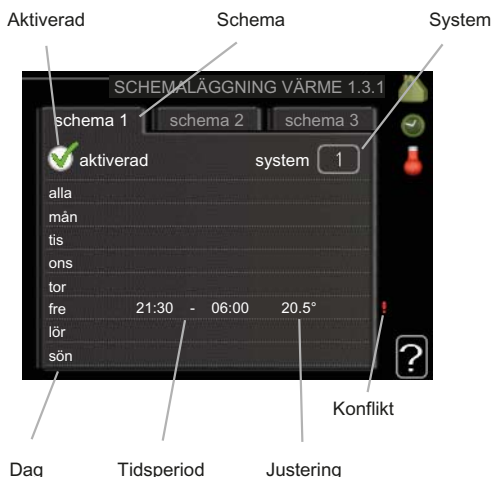 Aktiverad Schema System
SCHEMALÄGGNING VÄRME 1.3.1
schema 1 schema 2 schema 3
aktiverad system 1
alla
mån
tis
ons
tor
fre 21:30 - 06:00 20.5° !
lör
sön
?
Konflikt
Dag Tidsperiod Justering